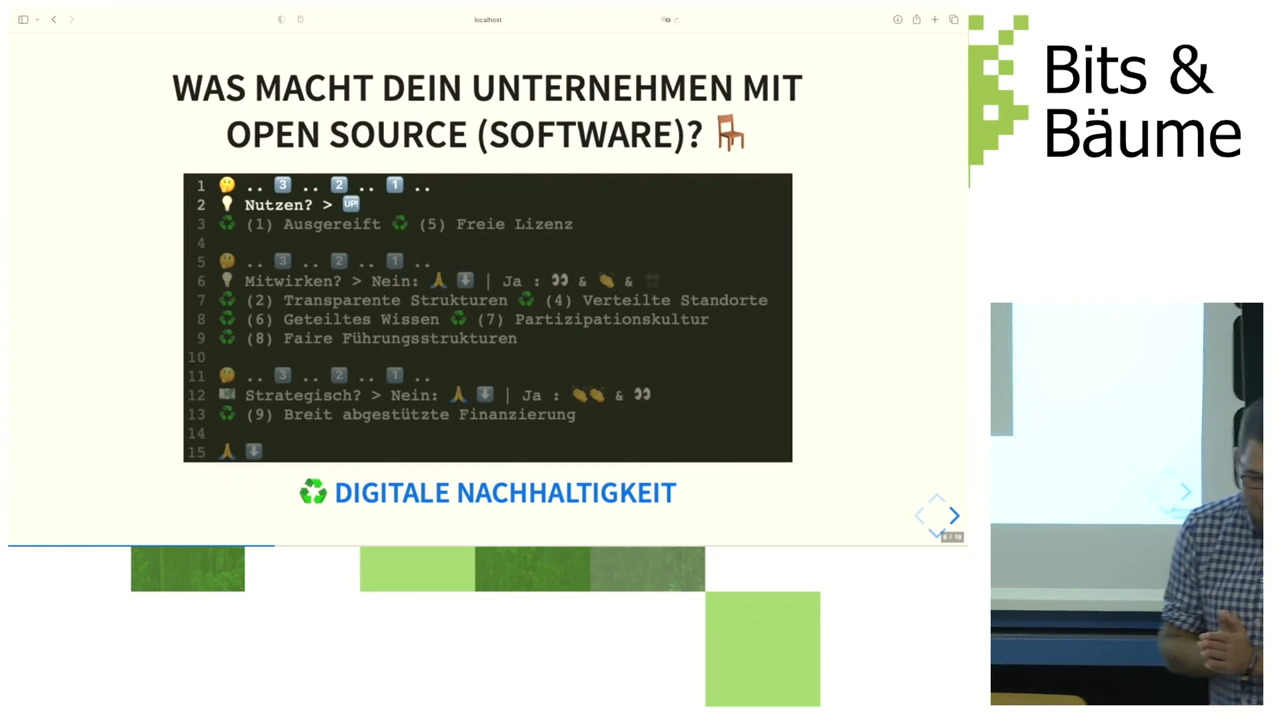 localhost
WAS MACHT DEIN UNTERNEHMEN MIT
OPEN SOURCE (SOFTWARE)? 🪑
1 🤔 .. 3️⃣ .. 2️⃣ .. 1️⃣ ..
2 💡 Nutzen? > 🆙
3 ♻️ (1) Ausgereift ♻️ (5) Freie Lizenz
4
5 🤔 .. 3️⃣ .. 2️⃣ .. 1️⃣ ..
6 💡 Mitwirken? > Nein: 🙏 ⬇️ | Ja : 👀 & 👏 &
7 ♻️ (2) Transparente Strukturen ♻️ (4) Verteilte Standorte
8 ♻️ (6) Geteiltes Wissen ♻️ (7) Partizipationskultur
9 ♻️ (8) Faire Führungsstrukturen
10
11 🤔 .. 3️⃣ .. 2️⃣ .. 1️⃣ ..
12 💵 Strategisch? > Nein: 🙏 ⬇️ | Ja : 👏👏 & 👀
13 ♻️ (9) Breit abgestützte Finanzierung
14
15 🙏 ⬇️
♻️ DIGITALE NACHHALTIGKEIT
6 / 18
Bits &
Bäume